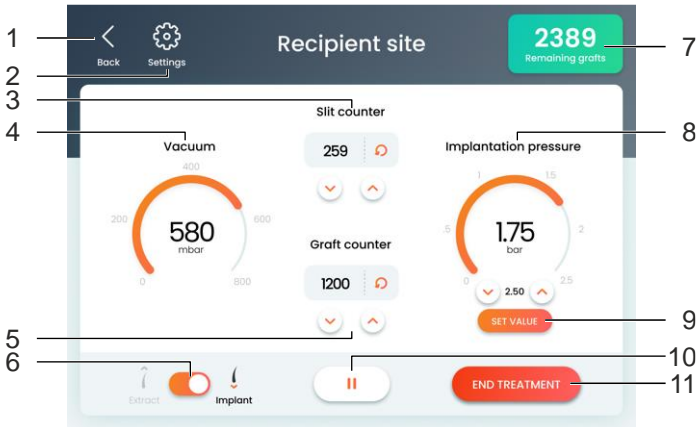 1
2
3
4
5
6
7
8
9
10
11
Back
Settings
Recipient site
2389
Remaining grafts
Vacuum
0
200
400
600
800
580
mbar
Slit counter
259
Graft counter
1200
Implantation pressure
0
.5
1
1.5
2
2.5
1.75
bar
2.50
SET VALUE
Extract
Implant
END TREATMENT